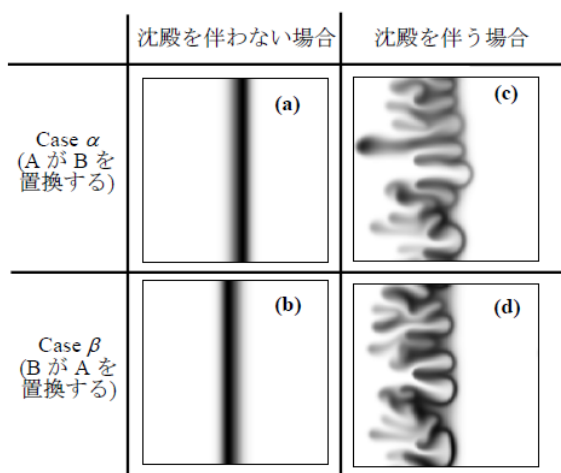 沈殿を伴わない場合
沈殿を伴う場合
Case α
(A が B を
置換する)
(a)
(c)
Case β
(B が A を
置換する)
(b)
(d)